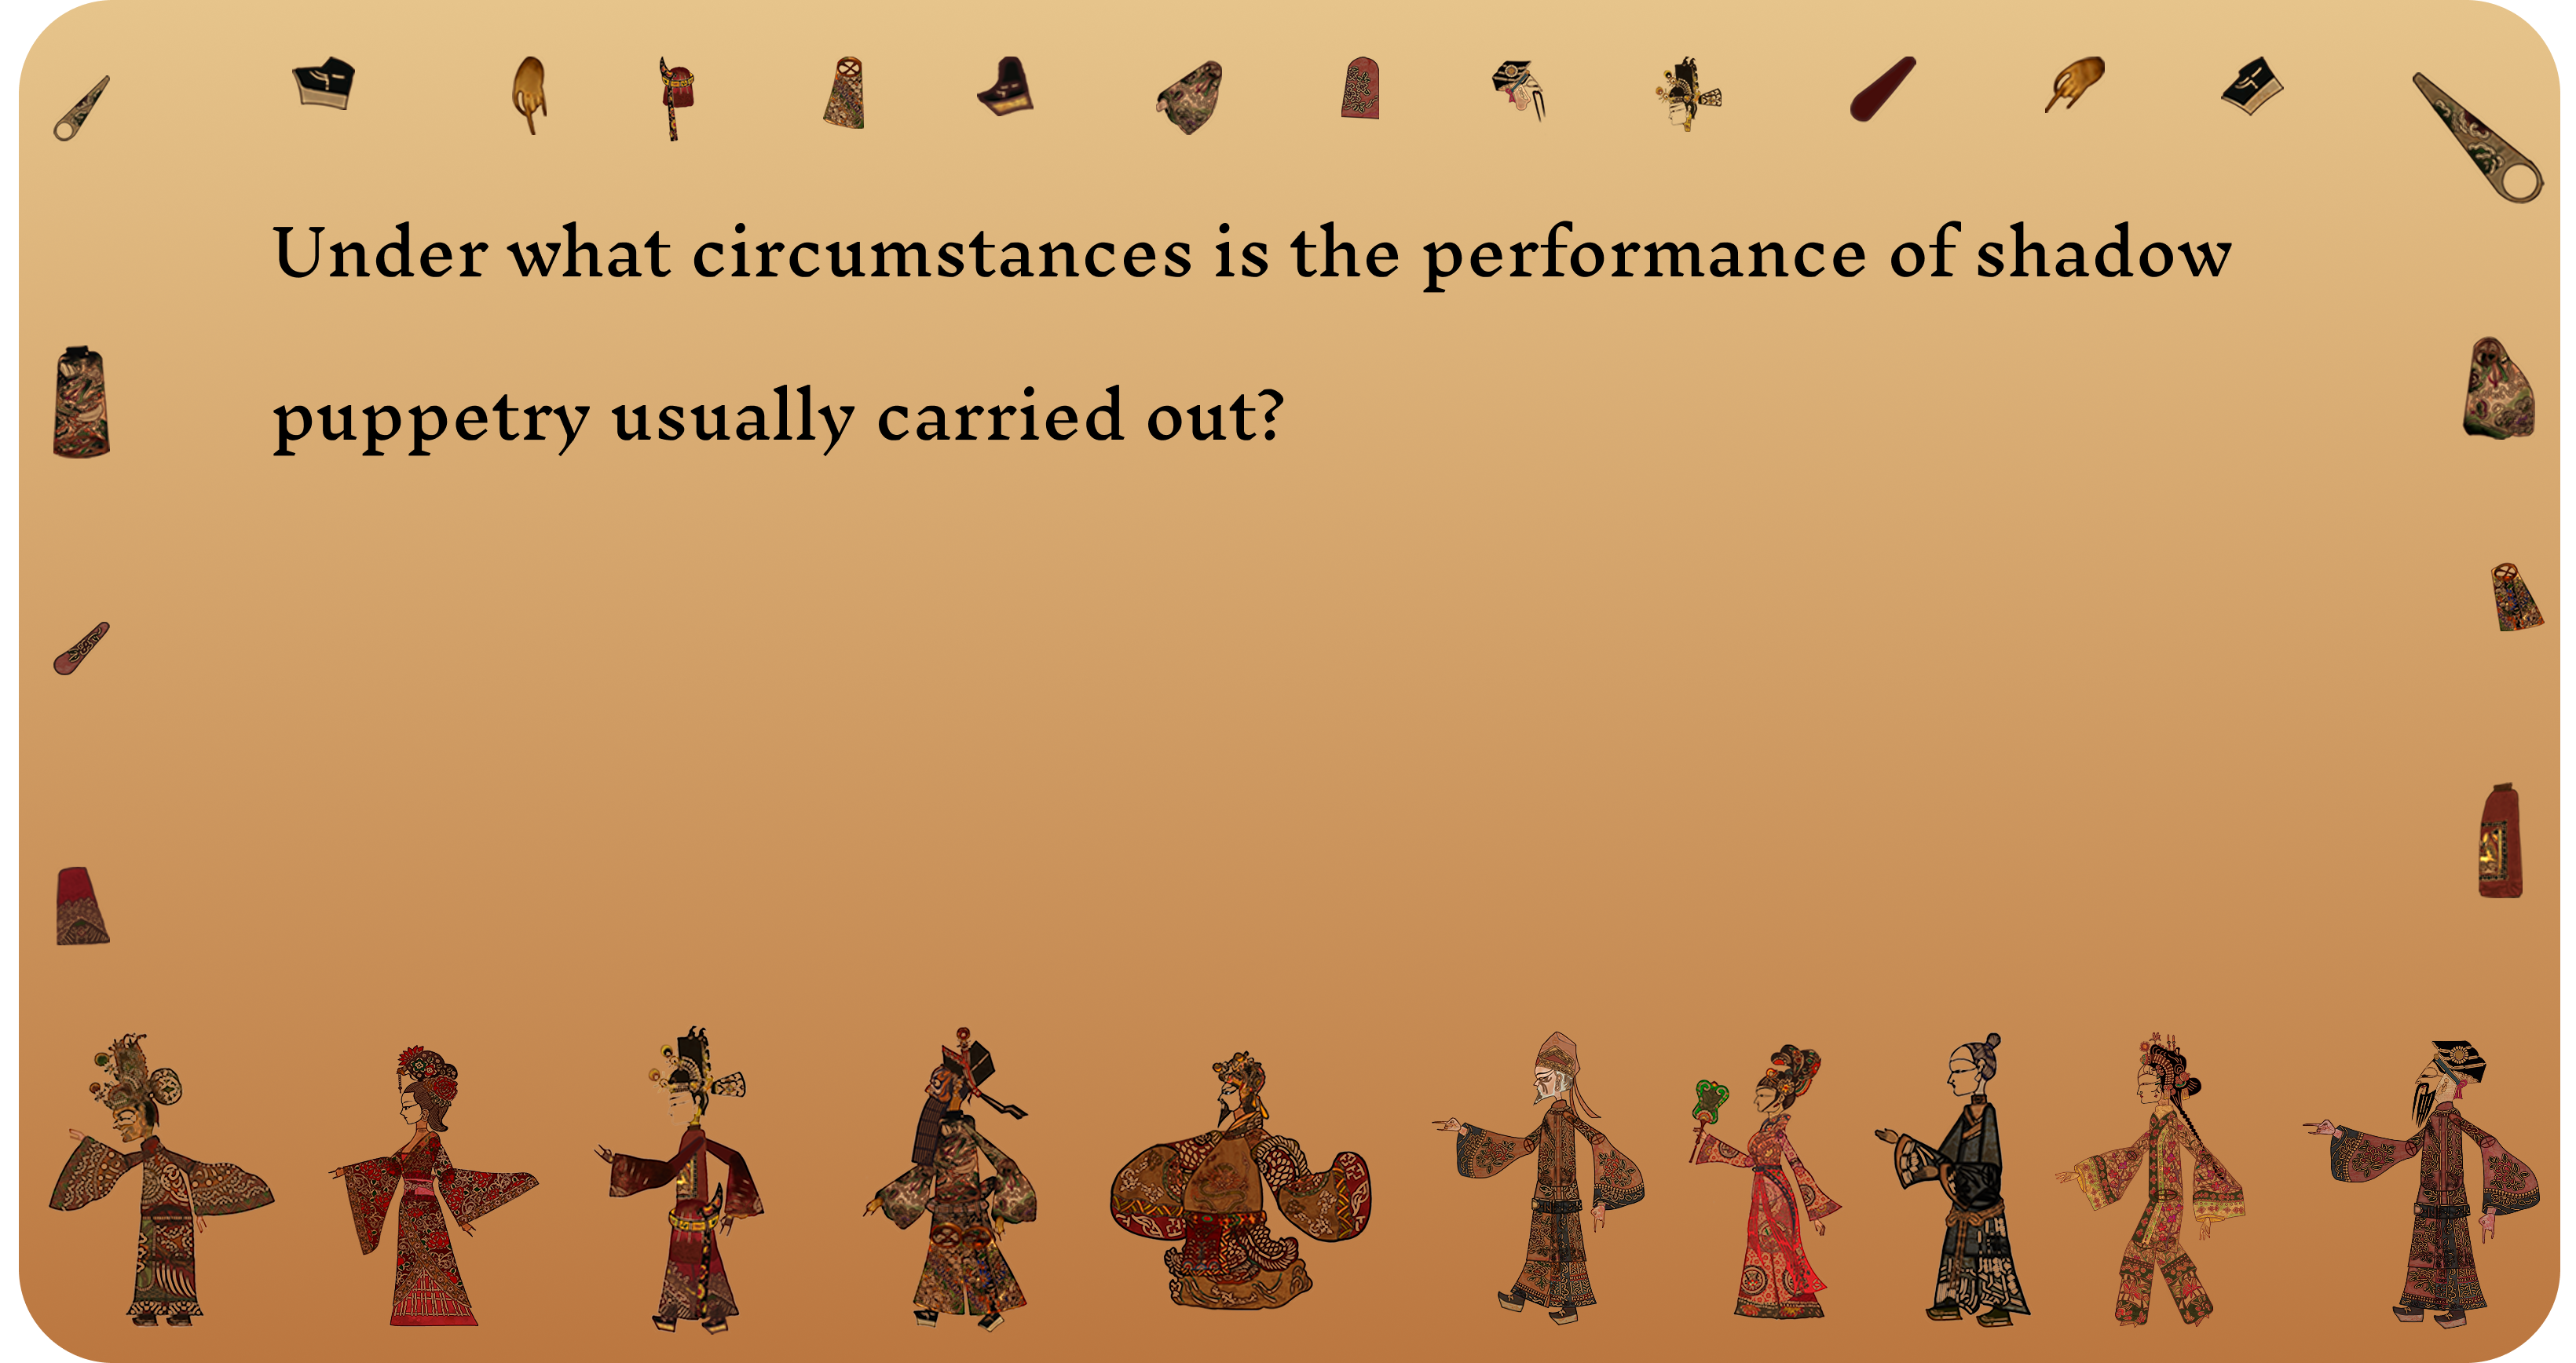 Under what circumstances is the performance of shadow
puppetry usually carried out?